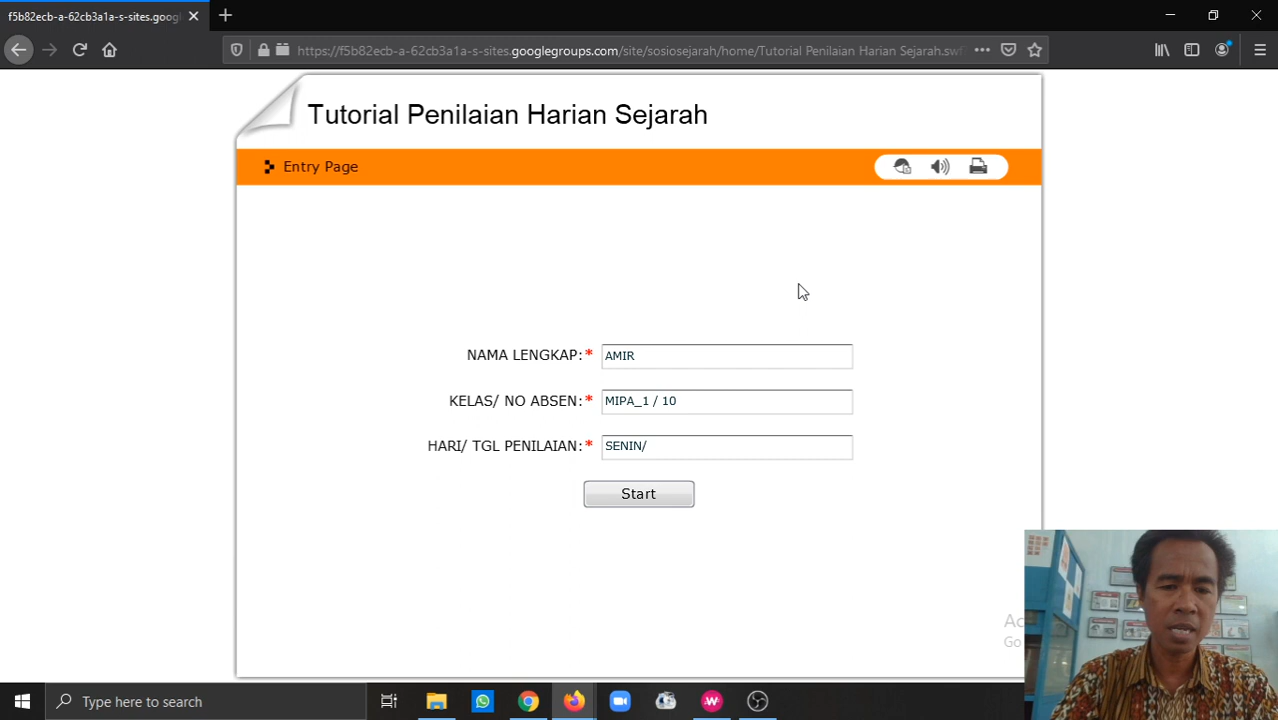 f5b82ecb-a-62cb3a1a-s-sites.googl
https://f5b82ecb-a-62cb3a1a-s-sites.googlegroups.com/site/sosiosejarah/home/Tutorial Penilaian Harian Sejarah.swf
Tutorial Penilaian Harian Sejarah
Entry Page
NAMA LENGKAP:* AMIR
KELAS/ NO ABSEN:* MIPA_1 / 10
HARI/ TGL PENILAIAN:* SENIN/
Start
Go
Type here to search